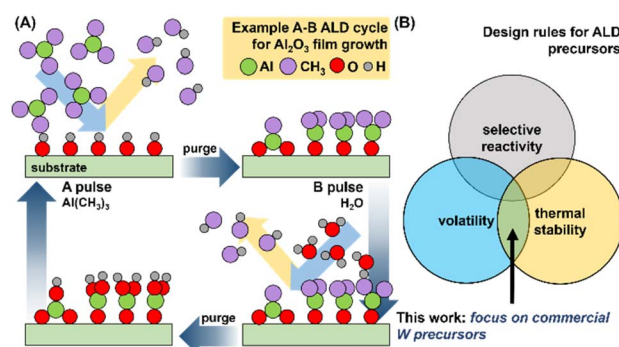 (A)
Example A-B ALD cycle
for Al₂O₃ film growth
Al CH₃ O H
substrate
purge
A pulse
Al(CH₃)₃
B pulse
H₂O
purge
(B)
Design rules for ALD
precursors
selective
reactivity
volatility
thermal
stability
This work: focus on commercial
W precursors